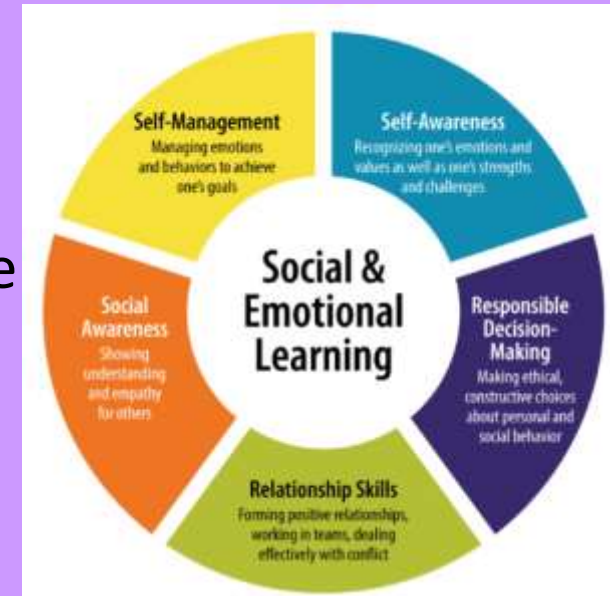 e
Social &
Emotional
Learning
Self-Management
Managing emotions
and behaviors to achieve
one's goals
Self-Awareness
Recognizing one's emotions and
values as well as one's strengths
and challenges
Social
Awareness
Showing
understanding
and empathy
for others
Responsible
Decision-
Making
Making ethical,
constructive choices
about personal and
social behavior
Relationship Skills
Forming positive relationships,
working in teams, dealing
effectively with conflict